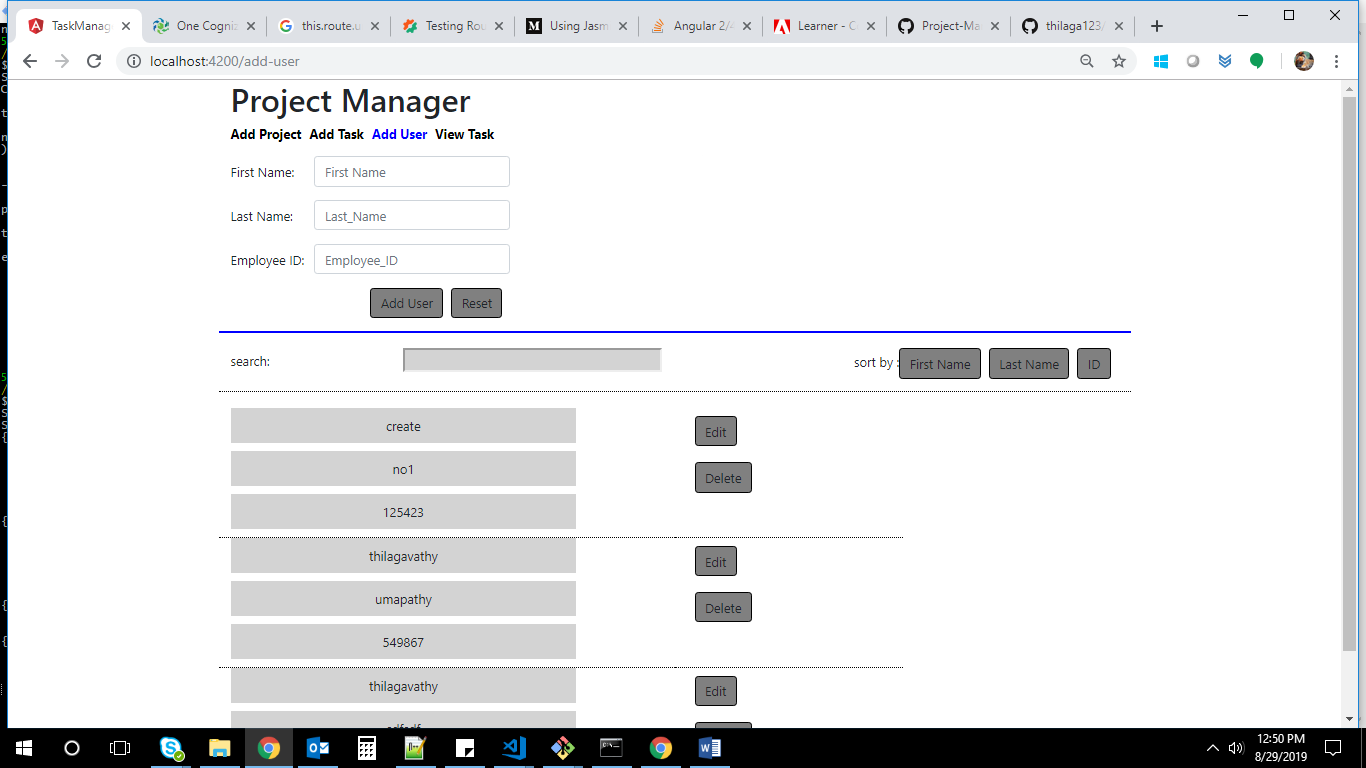 TaskManag
One Cogniz
this.route.u
Testing Rou
Using Jasm
Angular 2/4
Learner - C
Project-Ma
thilaga123/
localhost:4200/add-user
Project Manager
Add Project Add Task Add User View Task
First Name: First Name
Last Name: Last_Name
Employee ID: Employee_ID
Add User Reset
search: sort by : First Name Last Name ID
create Edit
no1 Delete
125423
thilagavathy Edit
umapathy Delete
549867
thilagavathy Edit
12:50 PM
8/29/2019